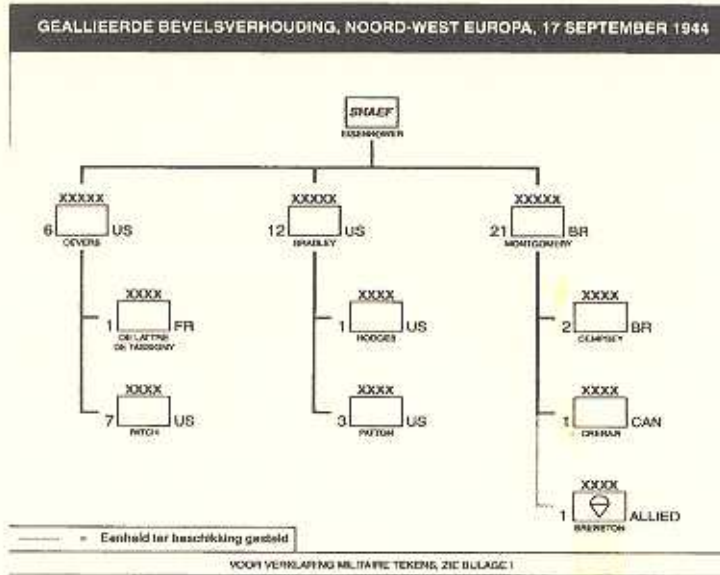 GEALLIEERDE BEVELSVERHOUDING, NOORD-WEST EUROPA, 17 SEPTEMBER 1944
SHAEF
EISENHOWER
XXXXX XXXXX XXXXX
6 US 12 US 21 BR
DEVERS BRADLEY MONTGOMERY
XXXX XXXX XXXX
1 FR 1 US 2 BR
DE LATTRE DE TASSIGNY HODGES DEMPSEY
XXXX XXXX XXXX
7 US 3 US 1 CAN
PATCH PATTON CRERAR
XXXX
1 ALLIED
BRERETON
= Eenheid ter beschikking gesteld
VOOR VERKLARING MILITAIRE TEKENS, ZIE BIJLAGE I